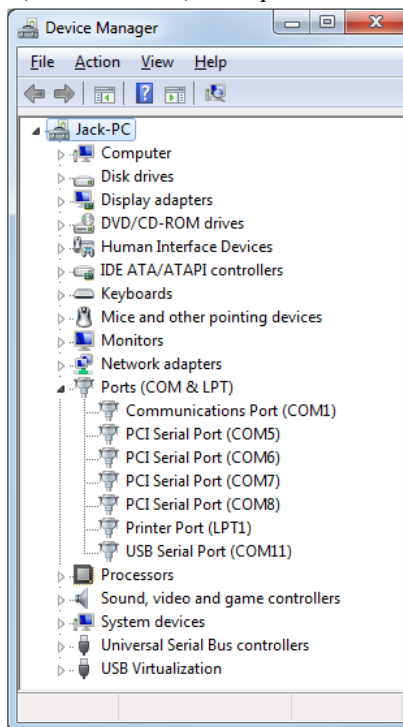 Device Manager
File Action View Help
Jack-PC
Computer
Disk drives
Display adapters
DVD/CD-ROM drives
Human Interface Devices
IDE ATA/ATAPI controllers
Keyboards
Mice and other pointing devices
Monitors
Network adapters
Ports (COM & LPT)
Communications Port (COM1)
PCI Serial Port (COM5)
PCI Serial Port (COM6)
PCI Serial Port (COM7)
PCI Serial Port (COM8)
Printer Port (LPT1)
USB Serial Port (COM11)
Processors
Sound, video and game controllers
System devices
Universal Serial Bus controllers
USB Virtualization